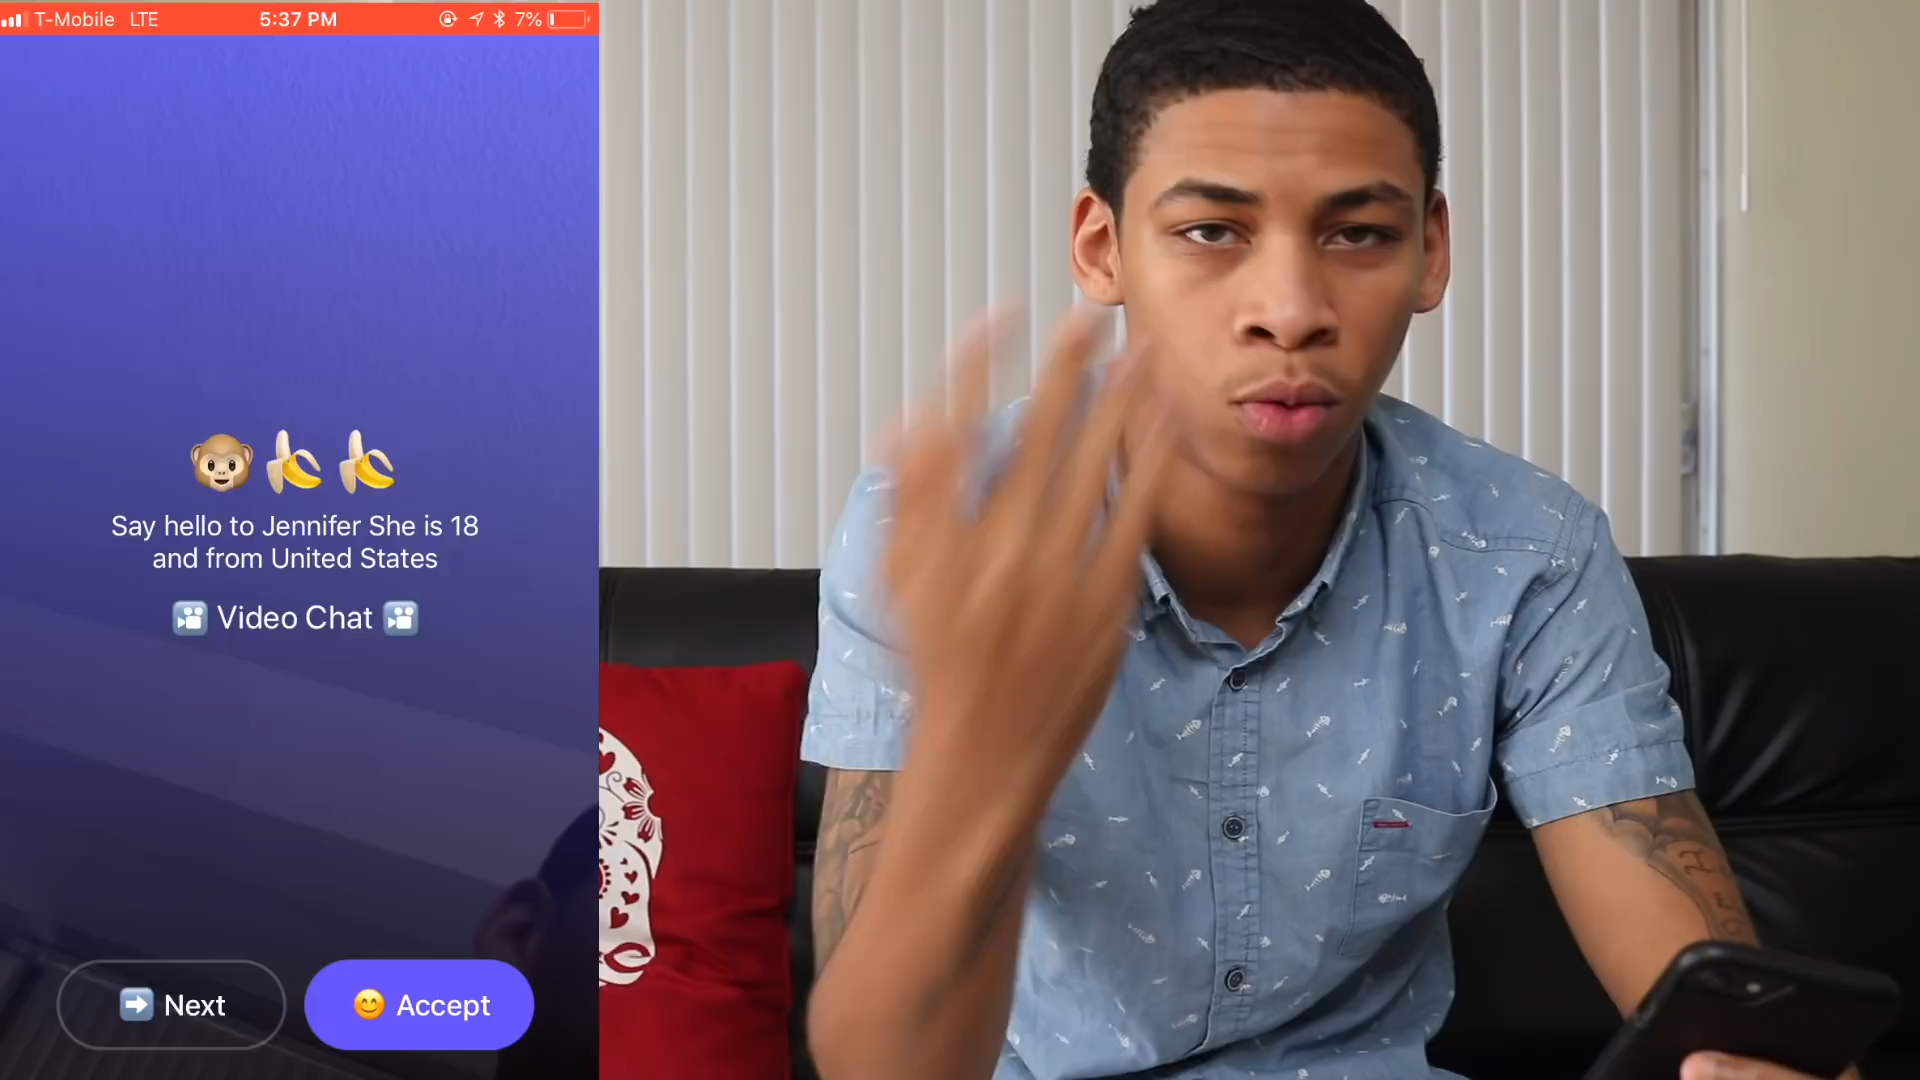 T-Mobile LTE 5:37 PM 7%
Say hello to Jennifer She is 18
and from United States
Video Chat
Next
Accept